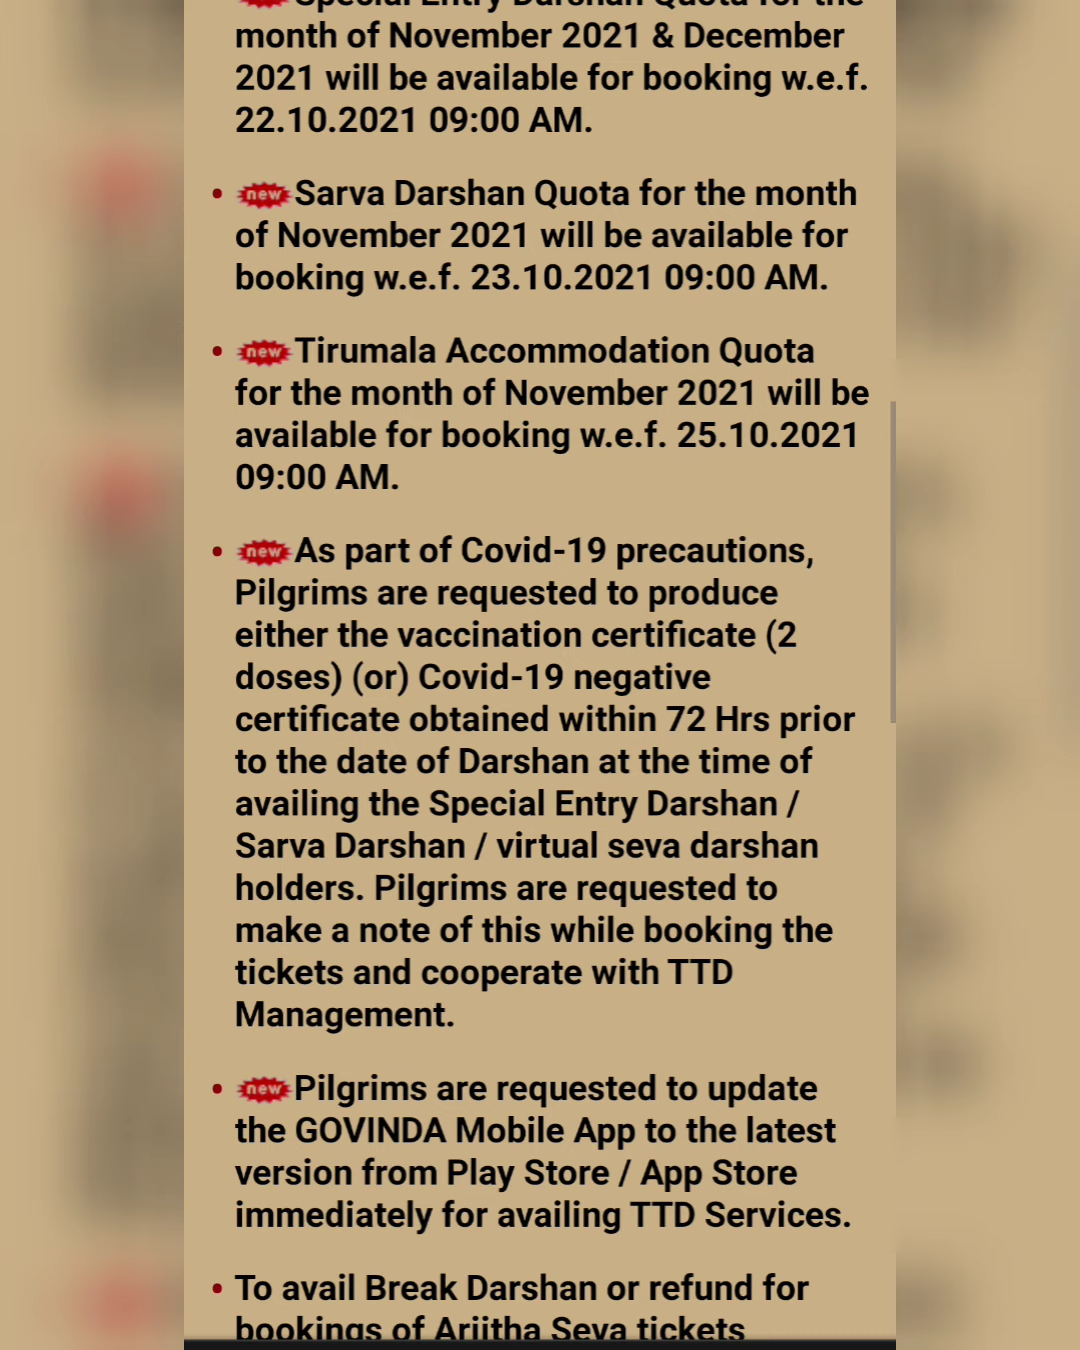 Special Entry Darshan Quota for the
month of November 2021 & December
2021 will be available for booking w.e.f.
22.10.2021 09:00 AM.
• new Sarva Darshan Quota for the month
of November 2021 will be available for
booking w.e.f. 23.10.2021 09:00 AM.
• new Tirumala Accommodation Quota
for the month of November 2021 will be
available for booking w.e.f. 25.10.2021
09:00 AM.
• new As part of Covid-19 precautions,
Pilgrims are requested to produce
either the vaccination certificate (2
doses) (or) Covid-19 negative
certificate obtained within 72 Hrs prior
to the date of Darshan at the time of
availing the Special Entry Darshan /
Sarva Darshan / virtual seva darshan
holders. Pilgrims are requested to
make a note of this while booking the
tickets and cooperate with TTD
Management.
• new Pilgrims are requested to update
the GOVINDA Mobile App to the latest
version from Play Store / App Store
immediately for availing TTD Services.
• To avail Break Darshan or refund for
bookings of Arjitha Seva tickets